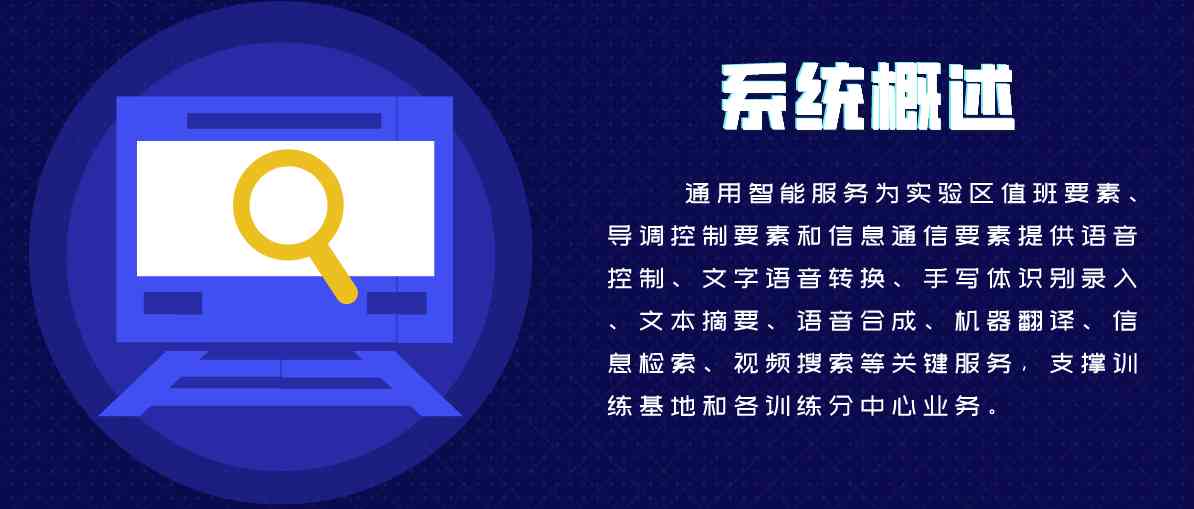 系统概述
通用智能服务为实验区值班要素、
导调控制要素和信息通信要素提供语音
控制、文字语音转换、手写体识别录入
、文本摘要、语音合成、机器翻译、信
息检索、视频搜索等关键服务，支撑训
练基地和各训练分中心业务。